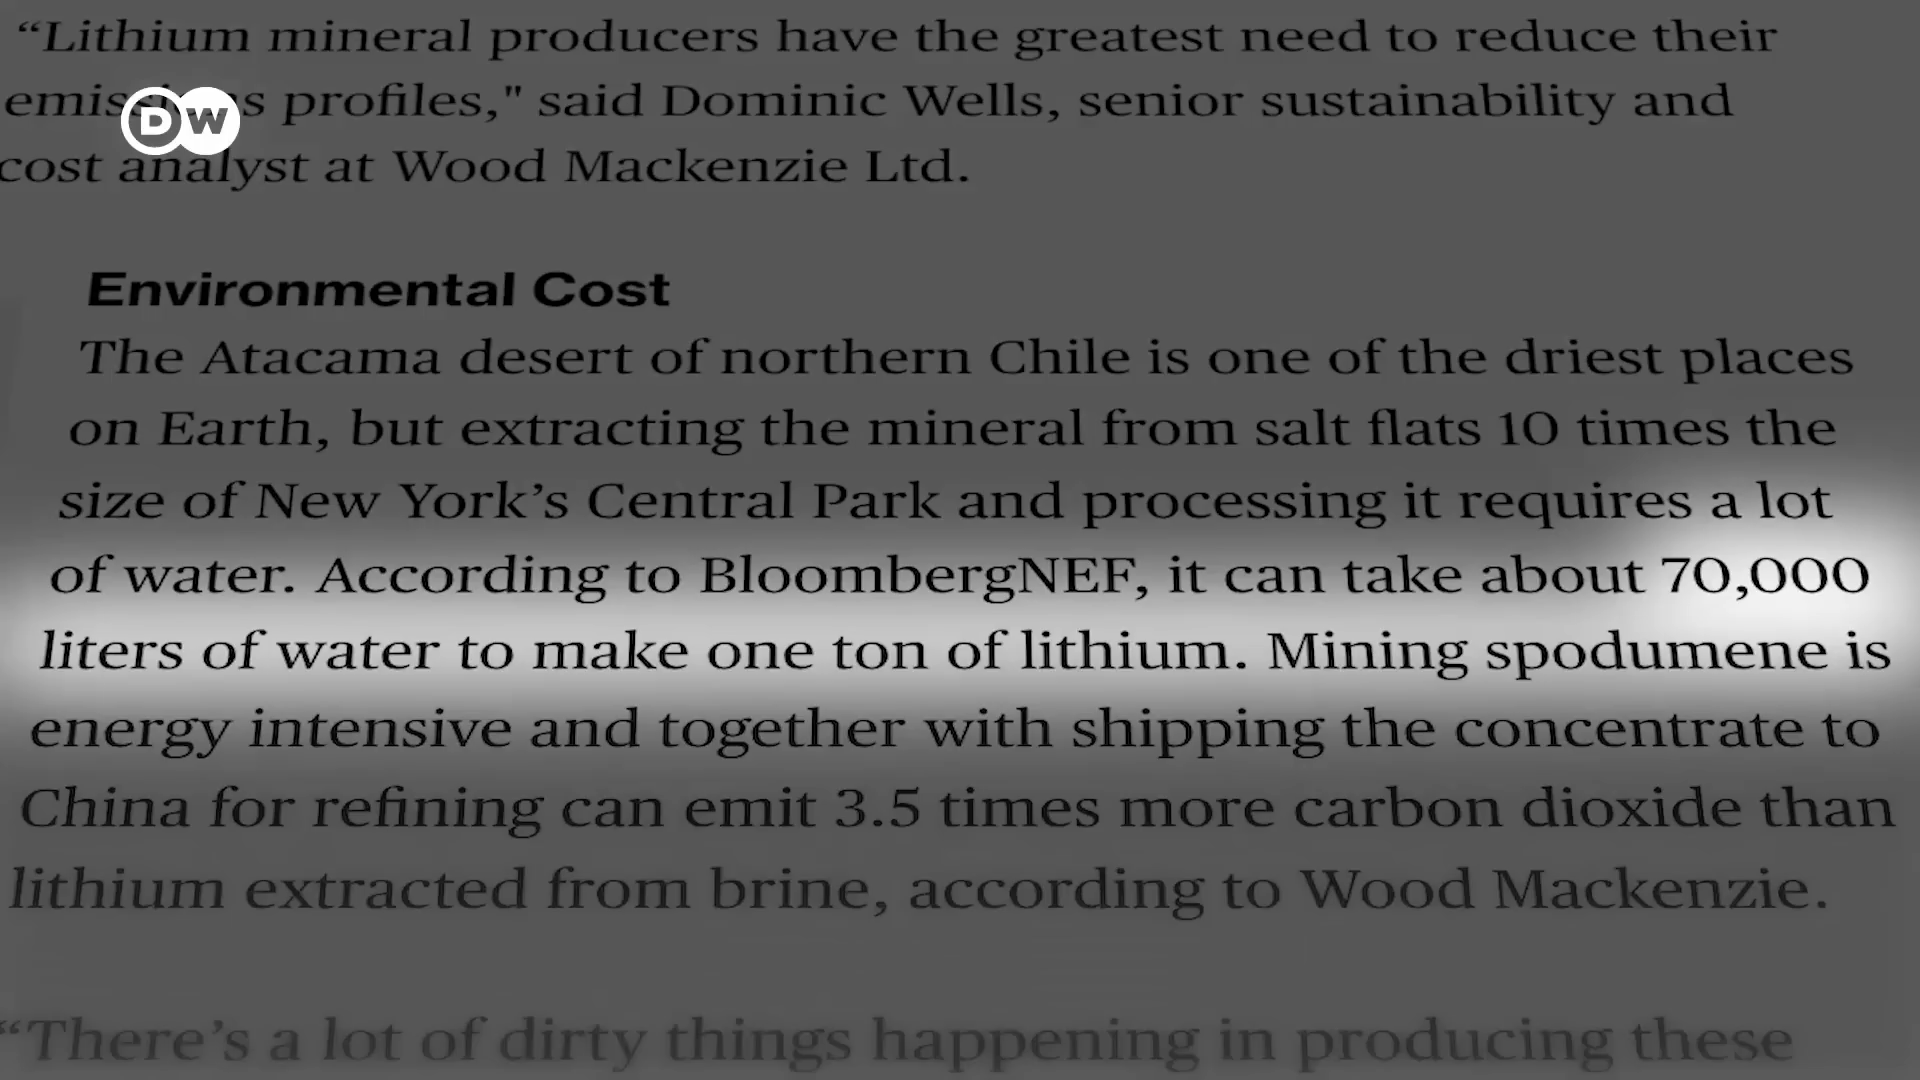 “Lithium mineral producers have the greatest need to reduce their
emissions profiles," said Dominic Wells, senior sustainability and
DW
cost analyst at Wood Mackenzie Ltd.
Environmental Cost
The Atacama desert of northern Chile is one of the driest places
on Earth, but extracting the mineral from salt flats 10 times the
size of New York’s Central Park and processing it requires a lot
of water. According to BloombergNEF, it can take about 70,000
liters of water to make one ton of lithium. Mining spodumene is
energy intensive and together with shipping the concentrate to
China for refining can emit 3.5 times more carbon dioxide than
lithium extracted from brine, according to Wood Mackenzie.
“There’s a lot of dirty things happening in producing these